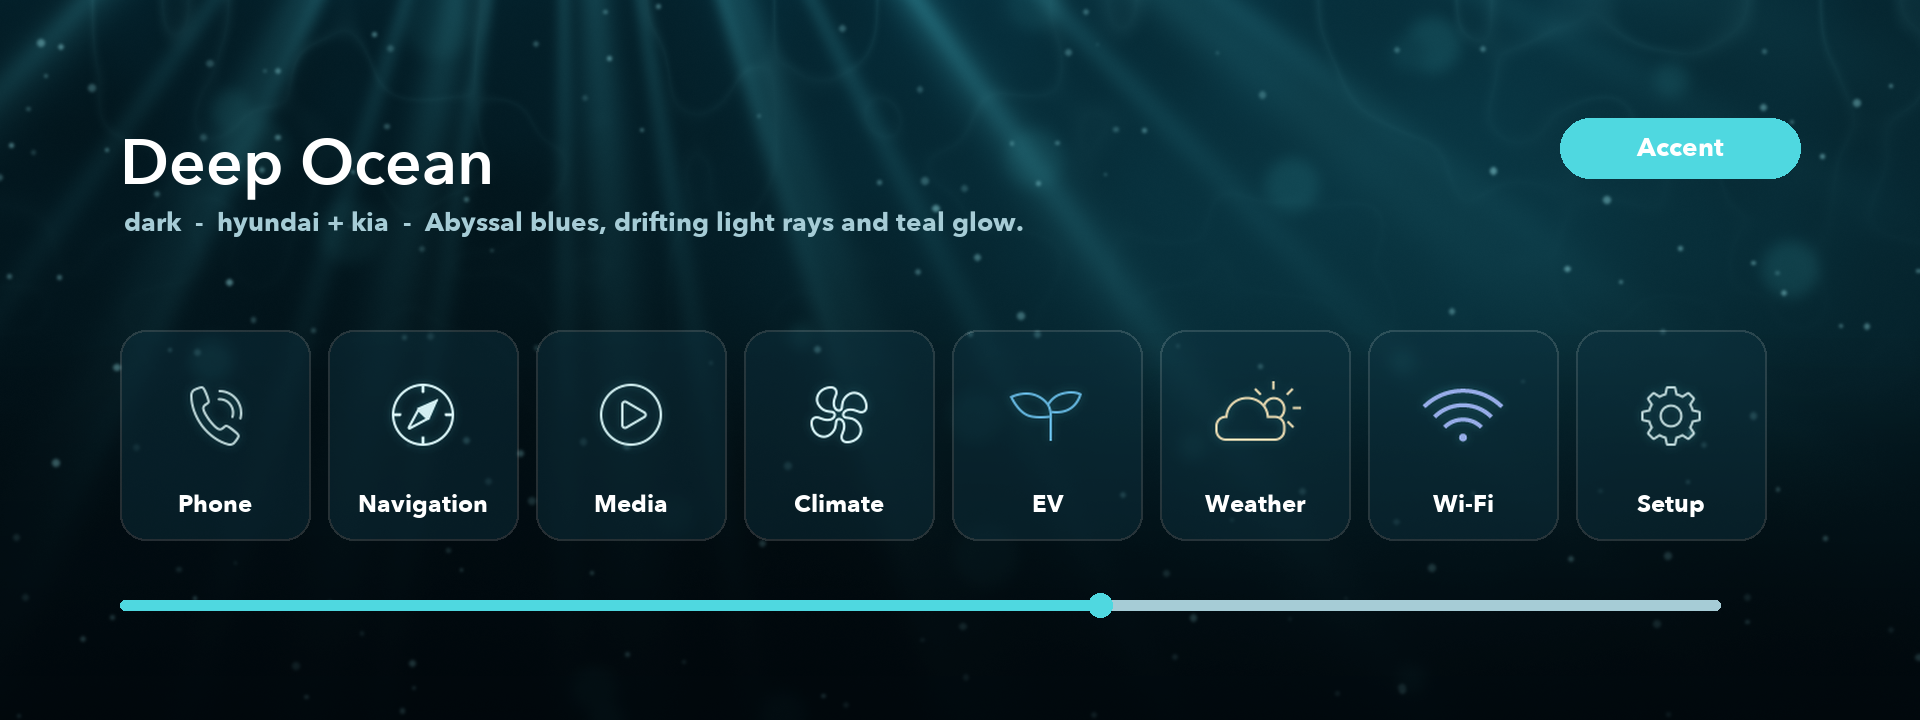 Deep Ocean
Accent
dark - hyundai + kia - Abyssal blues, drifting light rays and teal glow.
Phone
Navigation
Media
Climate
EV
Weather
Wi-Fi
Setup